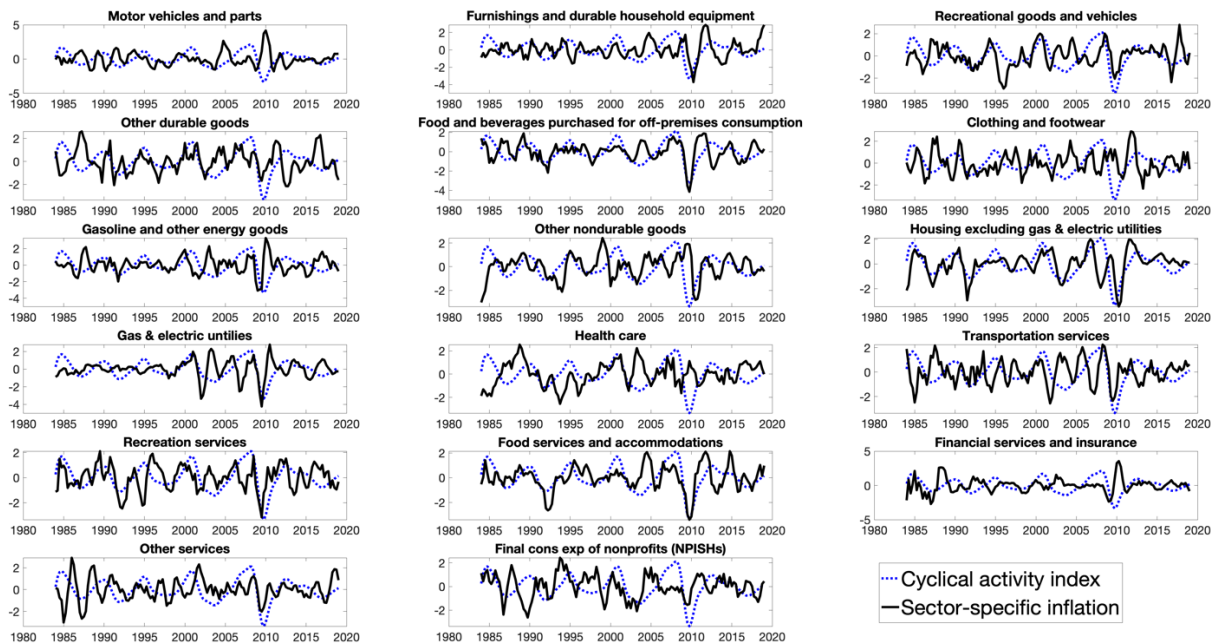 Motor vehicles and parts
5
0
-5
1980 1985 1990 1995 2000 2005 2010 2015 2020
Furnishings and durable household equipment
2
0
-2
-4
1980 1985 1990 1995 2000 2005 2010 2015 2020
Recreational goods and vehicles
2
0
-2
1980 1985 1990 1995 2000 2005 2010 2015 2020
Other durable goods
2
0
-2
1980 1985 1990 1995 2000 2005 2010 2015 2020
Food and beverages purchased for off-premises consumption
2
0
-2
-4
1980 1985 1990 1995 2000 2005 2010 2015 2020
Clothing and footwear
2
0
-2
1980 1985 1990 1995 2000 2005 2010 2015 2020
Gasoline and other energy goods
2
0
-2
-4
1980 1985 1990 1995 2000 2005 2010 2015 2020
Other nondurable goods
2
0
-2
1980 1985 1990 1995 2000 2005 2010 2015 2020
Housing excluding gas & electric utilities
2
0
-2
1980 1985 1990 1995 2000 2005 2010 2015 2020
Gas & electric untilies
2
0
-2
-4
1980 1985 1990 1995 2000 2005 2010 2015 2020
Health care
2
0
-2
1980 1985 1990 1995 2000 2005 2010 2015 2020
Transportation services
2
0
-2
1980 1985 1990 1995 2000 2005 2010 2015 2020
Recreation services
2
0
-2
1980 1985 1990 1995 2000 2005 2010 2015 2020
Food services and accommodations
2
0
-2
1980 1985 1990 1995 2000 2005 2010 2015 2020
Financial services and insurance
5
0
-5
1980 1985 1990 1995 2000 2005 2010 2015 2020
Other services
2
0
-2
1980 1985 1990 1995 2000 2005 2010 2015 2020
Final cons exp of nonprofits (NPISHs)
2
0
-2
1980 1985 1990 1995 2000 2005 2010 2015 2020
Cyclical activity index
Sector-specific inflation